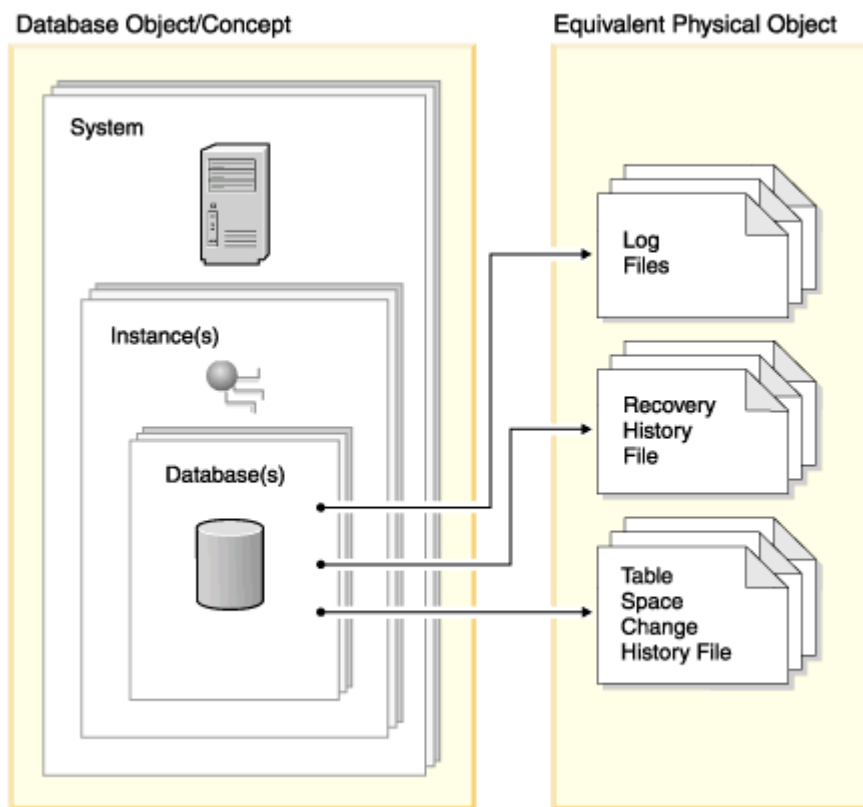 Database Object/Concept
Equivalent Physical Object
System
Instance(s)
Database(s)
Log
Files
Recovery
History
File
Table
Space
Change
History File